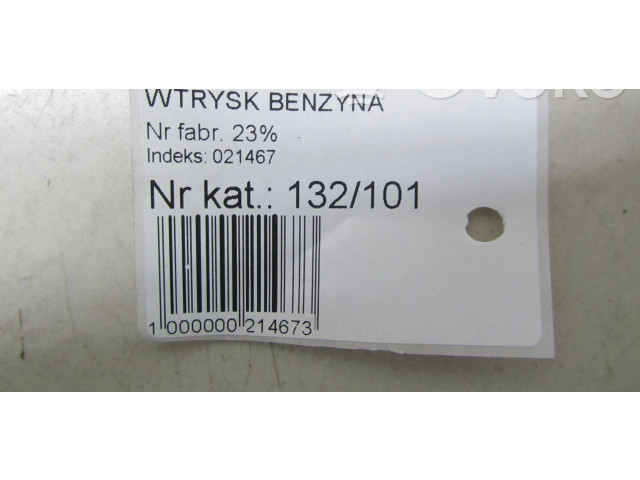 WTRYSK BENZYNA
Nr fabr. 23%
Indeks: 021467
Nr kat.: 132/101
1 000000 214673